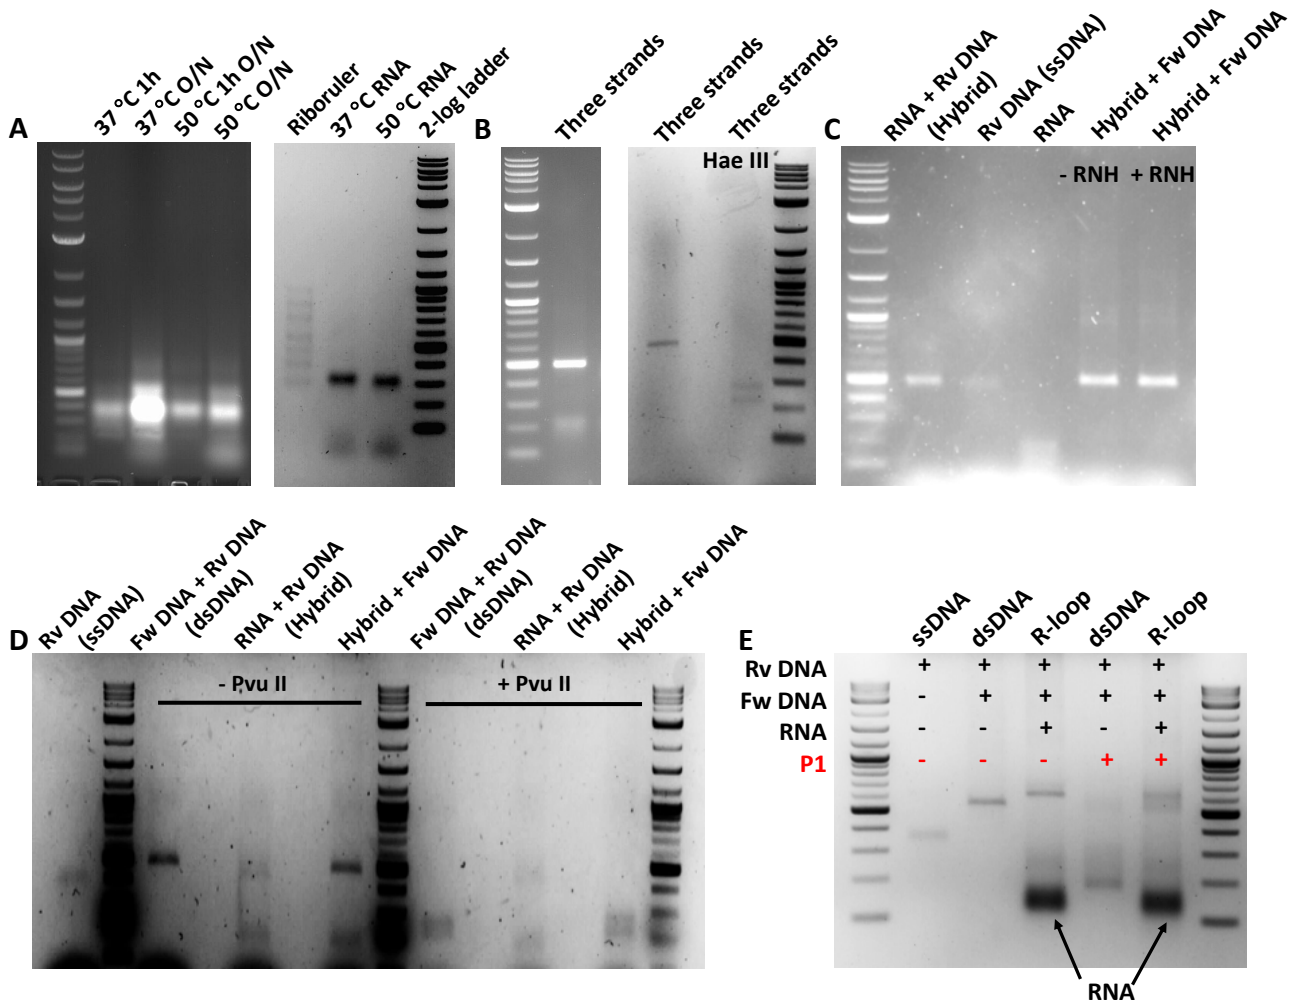 A
37 °C 1h
37 °C O/N
50 °C 1h O/N
50 °C O/N
Riboruler
37 °C RNA
50 °C RNA
2-log ladder
B
Three strands
Three strands
Three strands
Hae III
C
RNA + Rv DNA
(Hybrid)
Rv DNA (ssDNA)
RNA
Hybrid + Fw DNA
Hybrid + Fw DNA
- RNH + RNH
D
Rv DNA
(ssDNA)
Fw DNA + Rv DNA
(dsDNA)
RNA + Rv DNA
(Hybrid)
Hybrid + Fw DNA
Fw DNA + Rv DNA
(dsDNA)
RNA + Rv DNA
(Hybrid)
Hybrid + Fw DNA
- Pvu II
+ Pvu II
E
ssDNA
dsDNA
R-loop
dsDNA
R-loop
Rv DNA + + + + +
Fw DNA - + + + +
RNA - - + - +
P1 - - - + +
RNA